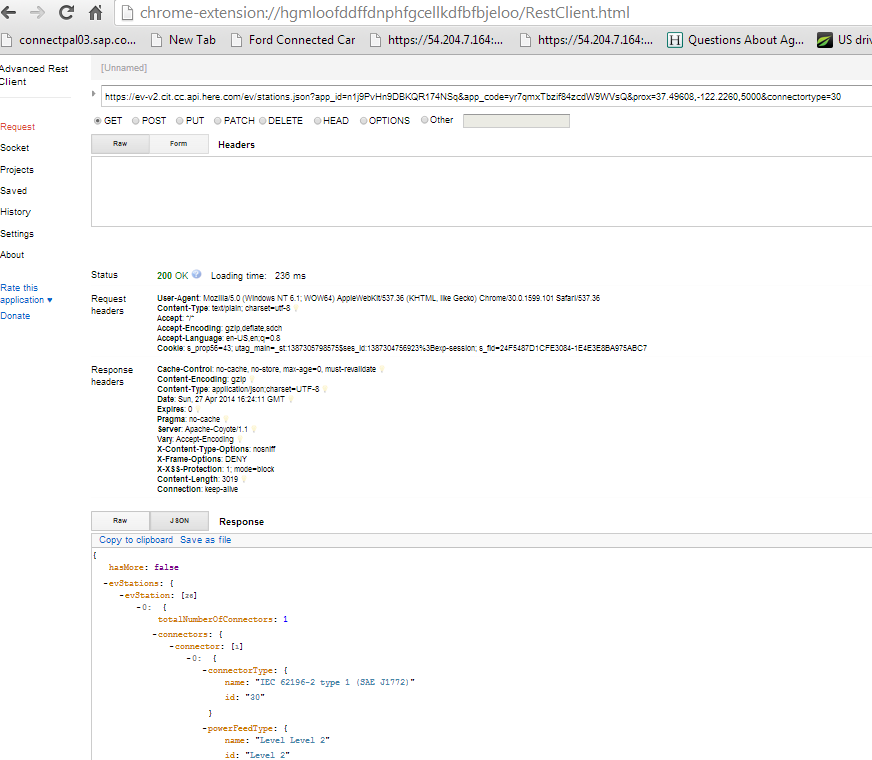 chrome-extension://hgmloofddffdnphfgcellkdfbfbjeloo/RestClient.html
connectpal03.sap.co... New Tab Ford Connected Car https://54.204.7.164:... https://54.204.7.164:... Questions About Ag... US driv
Advanced Rest Client
[Unnamed]
https://ev-v2.cit.cc.api.here.com/ev/stations.json?app_id=n1j9PvHn9DBKQR174NSq&app_code=yr7qmxTbzif84zcdW9WVsQ&prox=37.49608,-122.2260,5000&connectortype=30
GET POST PUT PATCH DELETE HEAD OPTIONS Other
Raw Form Headers
Request
Socket
Projects
Saved
History
Settings
About
Rate this
application ▾
Donate
Status 200 OK Loading time: 236 ms
Request headers
User-Agent: Mozilla/5.0 (Windows NT 6.1; WOW64) AppleWebKit/537.36 (KHTML, like Gecko) Chrome/30.0.1599.101 Safari/537.36
Content-Type: text/plain; charset=utf-8
Accept: */*
Accept-Encoding: gzip,deflate,sdch
Accept-Language: en-US,en;q=0.8
Cookie: s_prop56=43; utag_main=_st:1387305798575$ses_id:1387304756923%3Bexp-session; s_fid=24F5487D1CFE3084-1E4E3E8BA975ABC7
Response headers
Cache-Control: no-cache, no-store, max-age=0, must-revalidate
Content-Encoding: gzip
Content-Type: application/json;charset=UTF-8
Date: Sun, 27 Apr 2014 16:24:11 GMT
Expires: 0
Pragma: no-cache
Server: Apache-Coyote/1.1
Vary: Accept-Encoding
X-Content-Type-Options: nosniff
X-Frame-Options: DENY
X-XSS-Protection: 1; mode=block
Content-Length: 3019
Connection: keep-alive
Raw JSON Response
Copy to clipboard Save as file
{
hasMore: false
-evStations: {
-evStation: [28]
-0: {
totalNumberOfConnectors: 1
-connectors: {
-connector: [1]
-0: {
-connectorType: {
name: "IEC 62196-2 type 1 (SAE J1772)"
id: "30"
}
-powerFeedType: {
name: "Level Level 2"
id: "Level 2"